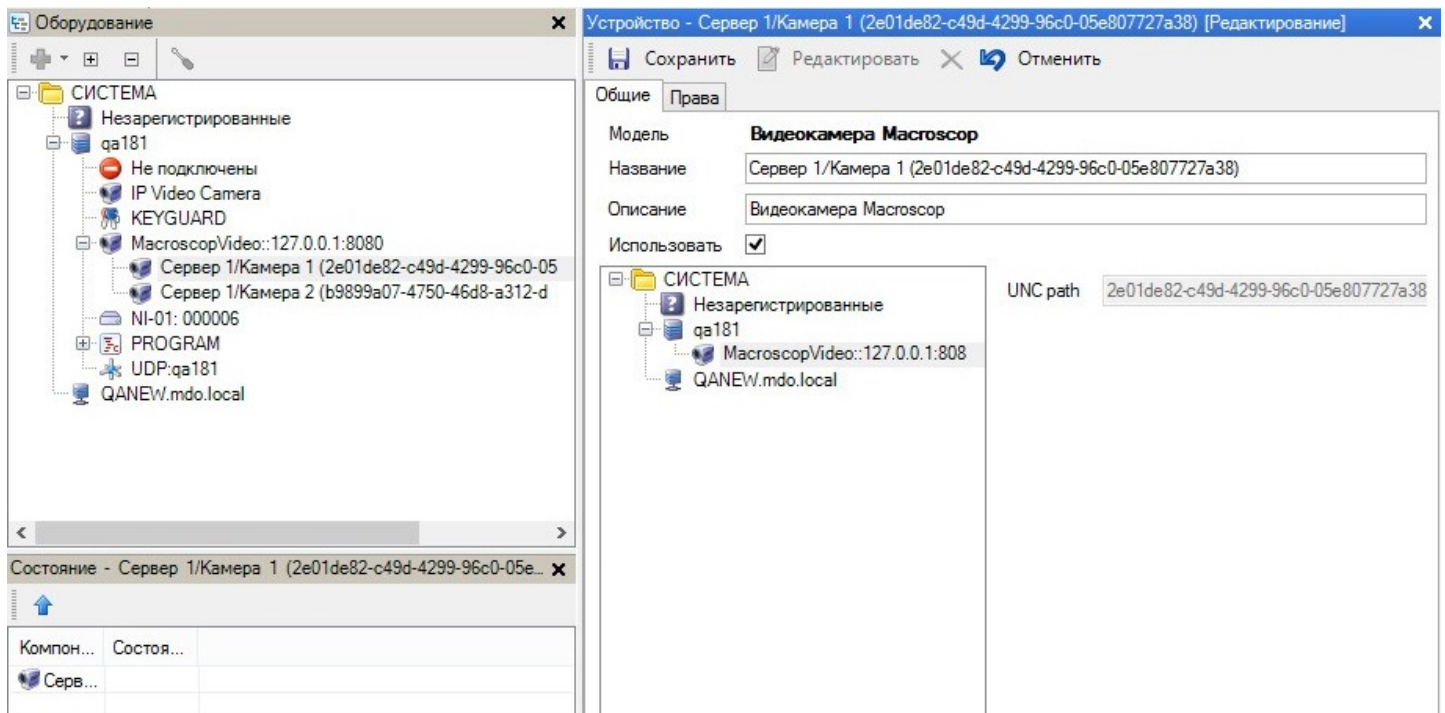 Оборудование
СИСТЕМА
Незарегистрированные
qa181
Не подключены
IP Video Camera
KEYGUARD
MacroscopVideo::127.0.0.1:8080
Сервер 1/Камера 1 (2e01de82-c49d-4299-96c0-05
Сервер 1/Камера 2 (b9899a07-4750-46d8-a312-d
NI-01: 000006
PROGRAM
UDP:qa181
QANEW.mdo.local
Состояние - Сервер 1/Камера 1 (2e01de82-c49d-4299-96c0-05e...
Компон... Состоя...
Серв...
Устройство - Сервер 1/Камера 1 (2e01de82-c49d-4299-96c0-05e807727a38) [Редактирование]
Сохранить Редактировать Отменить
Общие Права
Модель Видеокамера Macroscop
Название Сервер 1/Камера 1 (2e01de82-c49d-4299-96c0-05e807727a38)
Описание Видеокамера Macroscop
Использовать
СИСТЕМА
Незарегистрированные
qa181
MacroscopVideo::127.0.0.1:808
QANEW.mdo.local
UNC path 2e01de82-c49d-4299-96c0-05e807727a38